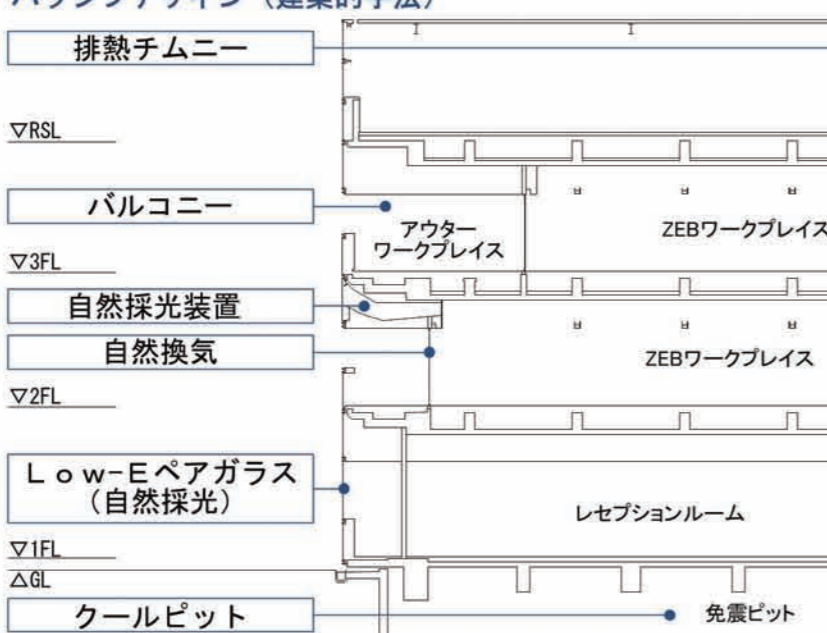 パッシブデザイン（建築的手法）
排熱チムニー
▽RSL
バルコニー
アウター
ワークプレイス
ZEBワークプレイス
▽3FL
自然採光装置
自然換気
ZEBワークプレイス
▽2FL
Ｌｏｗ-Ｅペアガラス
（自然採光）
レセプションルーム
▽1FL
△GL
クールピット
免震ピット